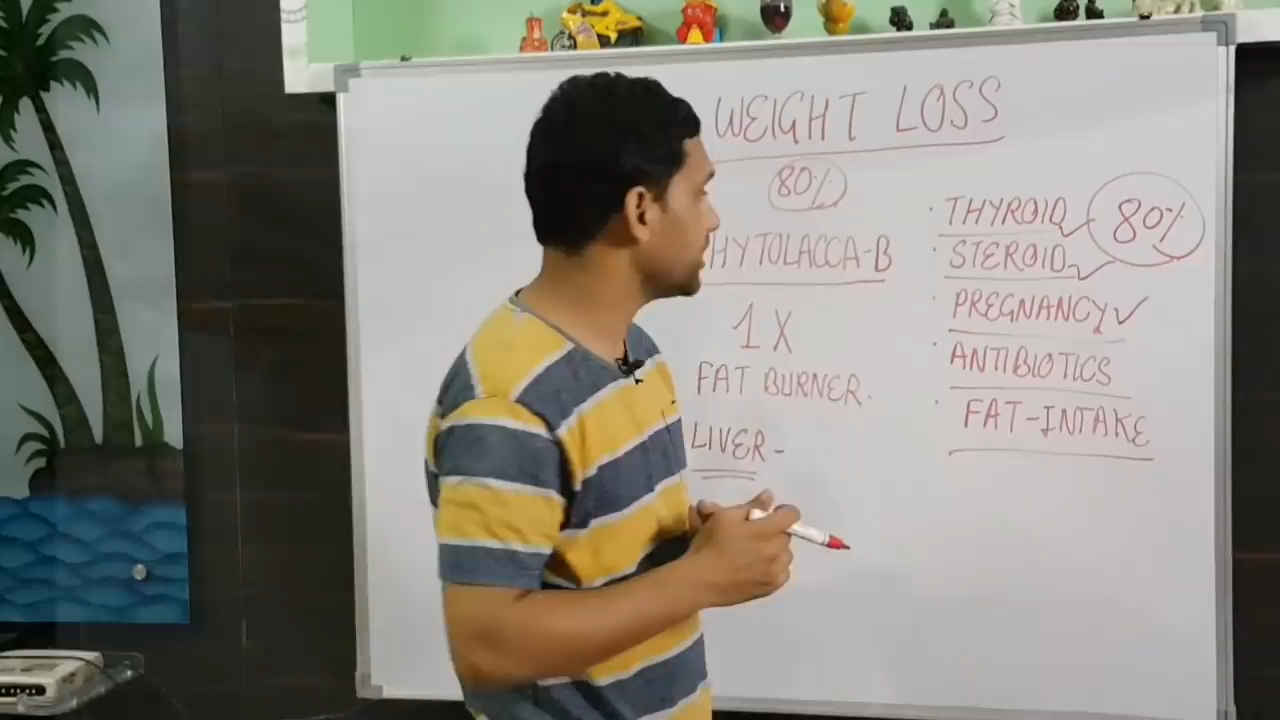 WEIGHT LOSS
80%
HYTOLACCA-B
1X
FAT BURNER.
LIVER-
THYROID 80%
STEROID
PREGNANCY✓
ANTIBIOTICS
FAT-INTAKE